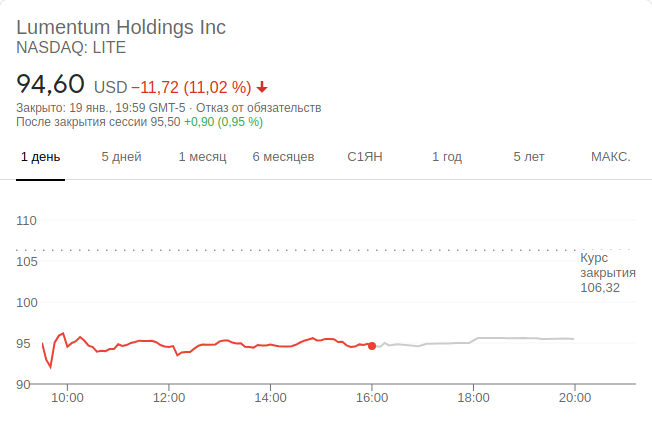 Lumentum Holdings Inc
NASDAQ: LITE
94,60 USD −11,72 (11,02 %)
Закрыто: 19 янв., 19:59 GMT-5 · Отказ от обязательств
После закрытия сессии 95,50 +0,90 (0,95 %)
1 день 5 дней 1 месяц 6 месяцев С1ЯН 1 год 5 лет МАКС.
110
105
Курс
закрытия
106,32
100
95
90
10:00 12:00 14:00 16:00 18:00 20:00